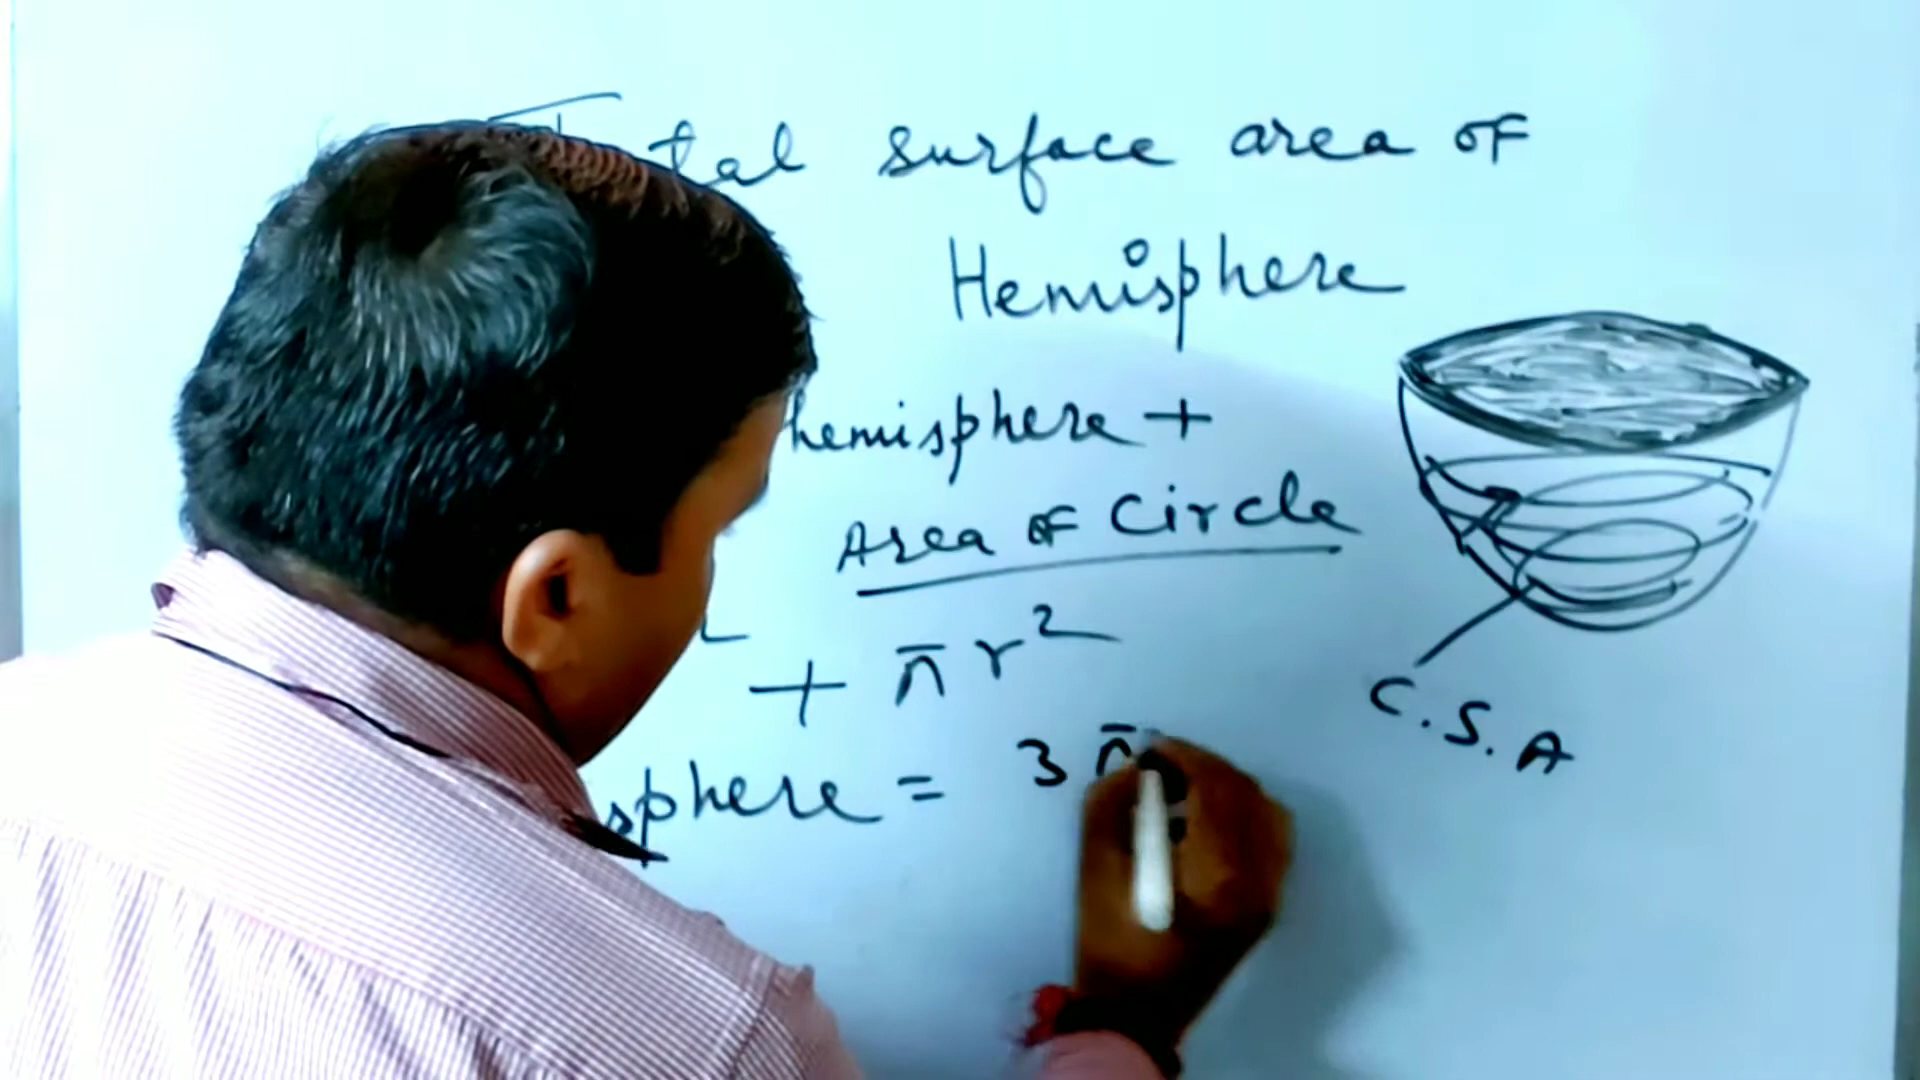 Total surface area of
Hemisphere
hemisphere +
Area of Circle
+ πr²
sphere = 3π
C.S.A